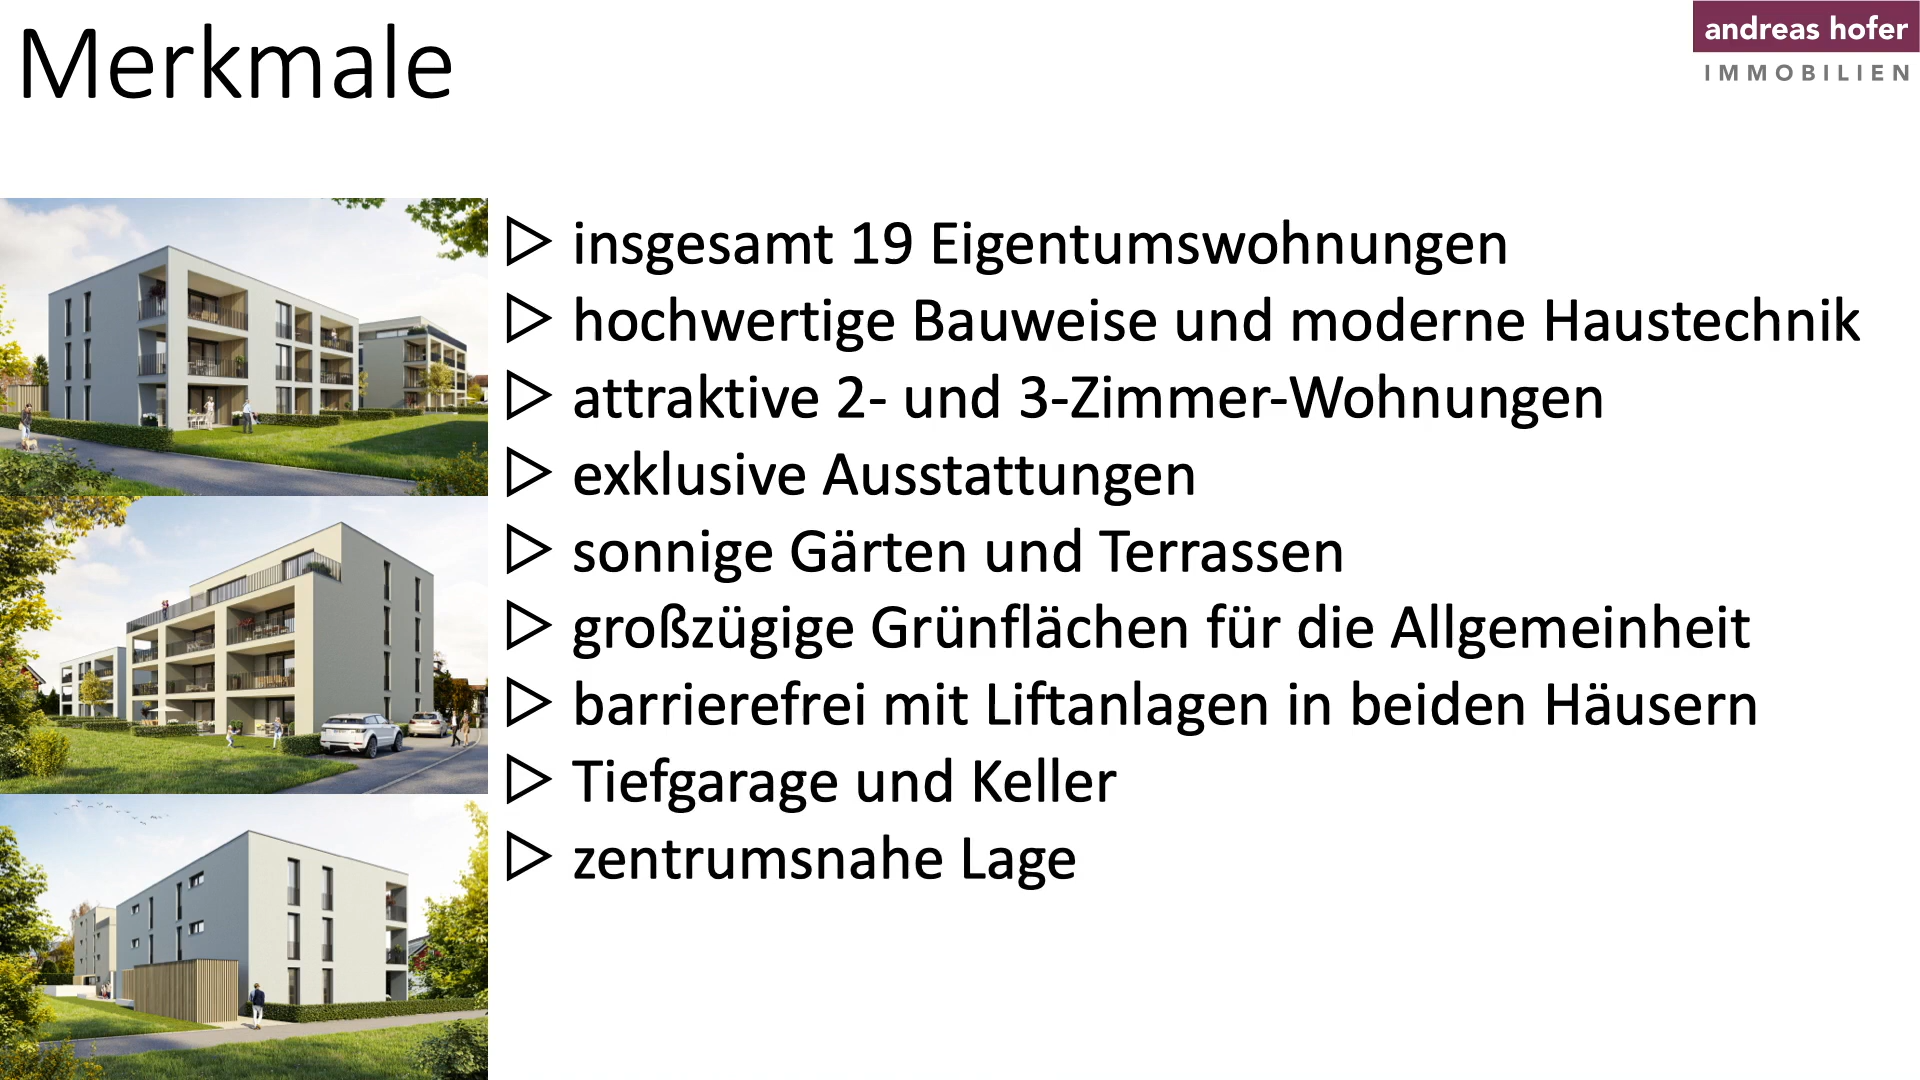 Merkmale
andreas hofer
IMMOBILIEN
insgesamt 19 Eigentumswohnungen
hochwertige Bauweise und moderne Haustechnik
attraktive 2- und 3-Zimmer-Wohnungen
exklusive Ausstattungen
sonnige Gärten und Terrassen
großzügige Grünflächen für die Allgemeinheit
barrierefrei mit Liftanlagen in beiden Häusern
Tiefgarage und Keller
zentrumsnahe Lage